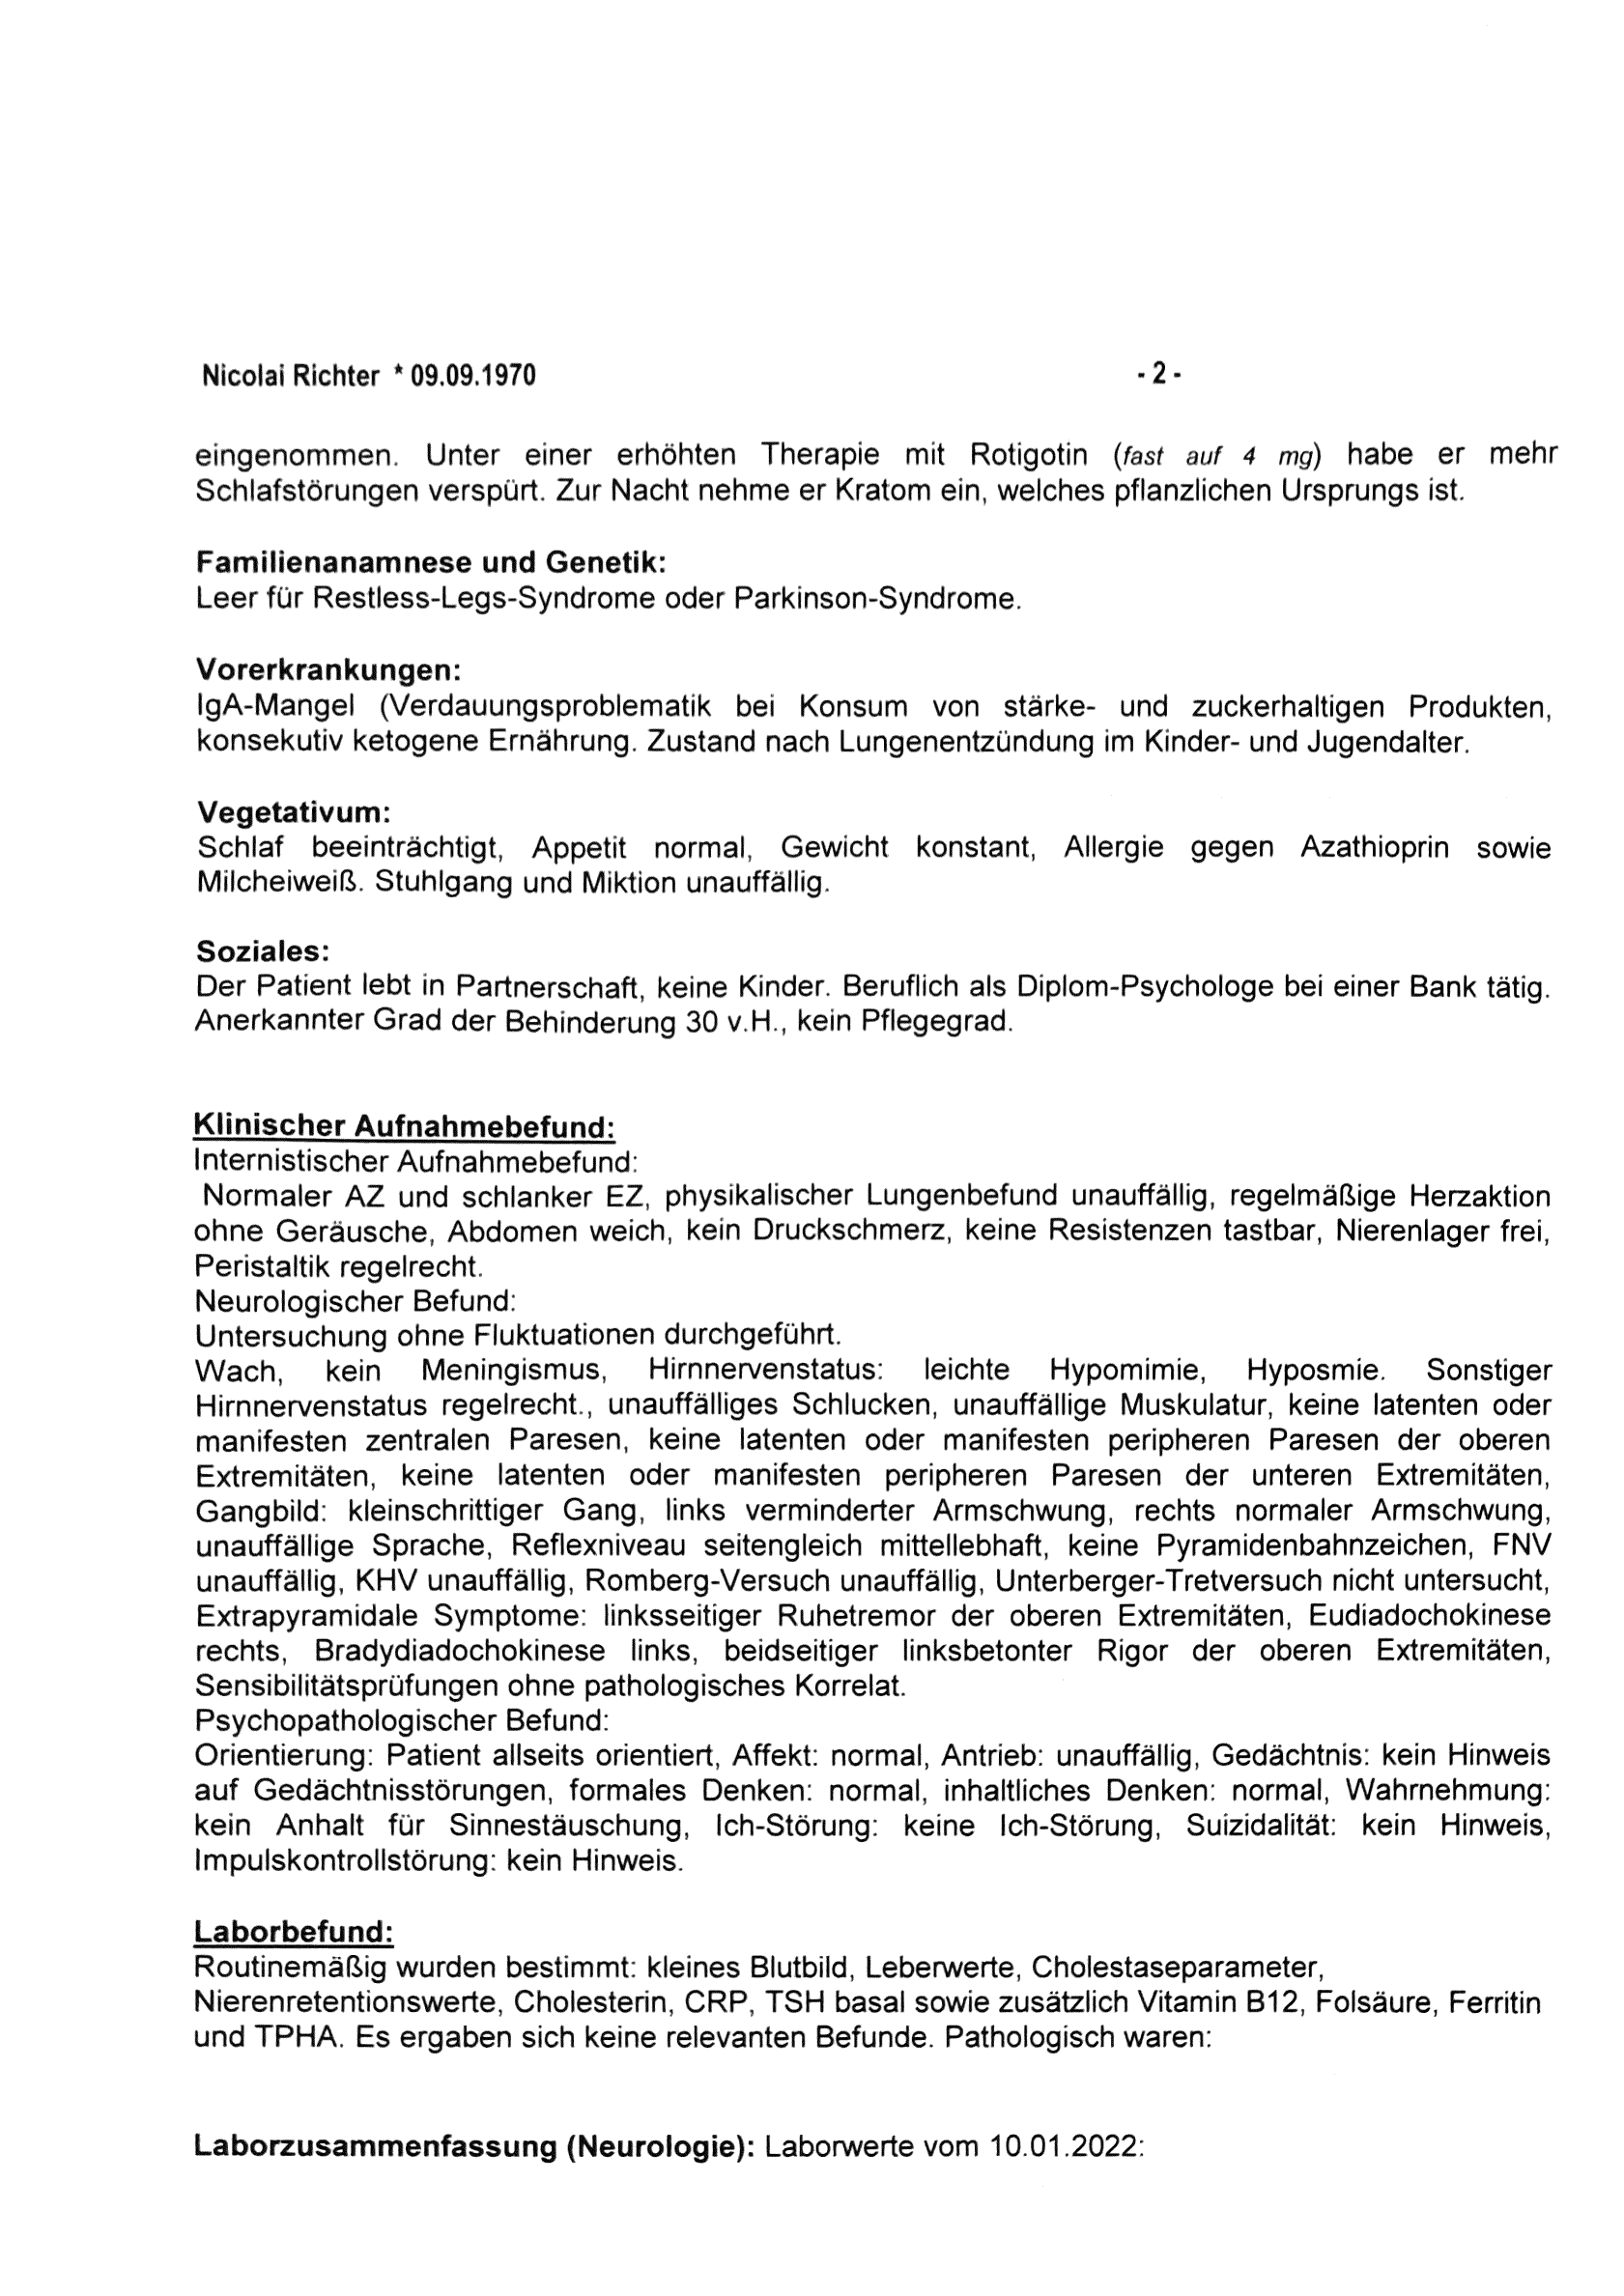 Nicolai Richter * 09.09.1970 - 2 -
eingenommen. Unter einer erhöhten Therapie mit Rotigotin (fast auf 4 mg) habe er mehr
Schlafstörungen verspürt. Zur Nacht nehme er Kratom ein, welches pflanzlichen Ursprungs ist.
Familienanamnese und Genetik:
Leer für Restless-Legs-Syndrome oder Parkinson-Syndrome.
Vorerkrankungen:
IgA-Mangel (Verdauungsproblematik bei Konsum von stärke- und zuckerhaltigen Produkten,
konsekutiv ketogene Ernährung. Zustand nach Lungenentzündung im Kinder- und Jugendalter.
Vegetativum:
Schlaf beeinträchtigt, Appetit normal, Gewicht konstant, Allergie gegen Azathioprin sowie
Milcheiweiß. Stuhlgang und Miktion unauffällig.
Soziales:
Der Patient lebt in Partnerschaft, keine Kinder. Beruflich als Diplom-Psychologe bei einer Bank tätig.
Anerkannter Grad der Behinderung 30 v.H., kein Pflegegrad.
Klinischer Aufnahmebefund:
Internistischer Aufnahmebefund:
Normaler AZ und schlanker EZ, physikalischer Lungenbefund unauffällig, regelmäßige Herzaktion
ohne Geräusche, Abdomen weich, kein Druckschmerz, keine Resistenzen tastbar, Nierenlager frei,
Peristaltik regelrecht.
Neurologischer Befund:
Untersuchung ohne Fluktuationen durchgeführt.
Wach, kein Meningismus, Hirnnervenstatus: leichte Hypomimie, Hyposmie. Sonstiger
Hirnnervenstatus regelrecht., unauffälliges Schlucken, unauffällige Muskulatur, keine latenten oder
manifesten zentralen Paresen, keine latenten oder manifesten peripheren Paresen der oberen
Extremitäten, keine latenten oder manifesten peripheren Paresen der unteren Extremitäten,
Gangbild: kleinschrittiger Gang, links verminderter Armschwung, rechts normaler Armschwung,
unauffällige Sprache, Reflexniveau seitengleich mittellebhaft, keine Pyramidenbahnzeichen, FNV
unauffällig, KHV unauffällig, Romberg-Versuch unauffällig, Unterberger-Tretversuch nicht untersucht,
Extrapyramidale Symptome: linksseitiger Ruhetremor der oberen Extremitäten, Eudiadochokinese
rechts, Bradydiadochokinese links, beidseitiger linksbetonter Rigor der oberen Extremitäten,
Sensibilitätsprüfungen ohne pathologisches Korrelat.
Psychopathologischer Befund:
Orientierung: Patient allseits orientiert, Affekt: normal, Antrieb: unauffällig, Gedächtnis: kein Hinweis
auf Gedächtnisstörungen, formales Denken: normal, inhaltliches Denken: normal, Wahrnehmung:
kein Anhalt für Sinnestäuschung, Ich-Störung: keine Ich-Störung, Suizidalität: kein Hinweis,
Impulskontrollstörung: kein Hinweis.
Laborbefund:
Routinemäßig wurden bestimmt: kleines Blutbild, Leberwerte, Cholestaseparameter,
Nierenretentionswerte, Cholesterin, CRP, TSH basal sowie zusätzlich Vitamin B12, Folsäure, Ferritin
und TPHA. Es ergaben sich keine relevanten Befunde. Pathologisch waren:
Laborzusammenfassung (Neurologie): Laborwerte vom 10.01.2022: